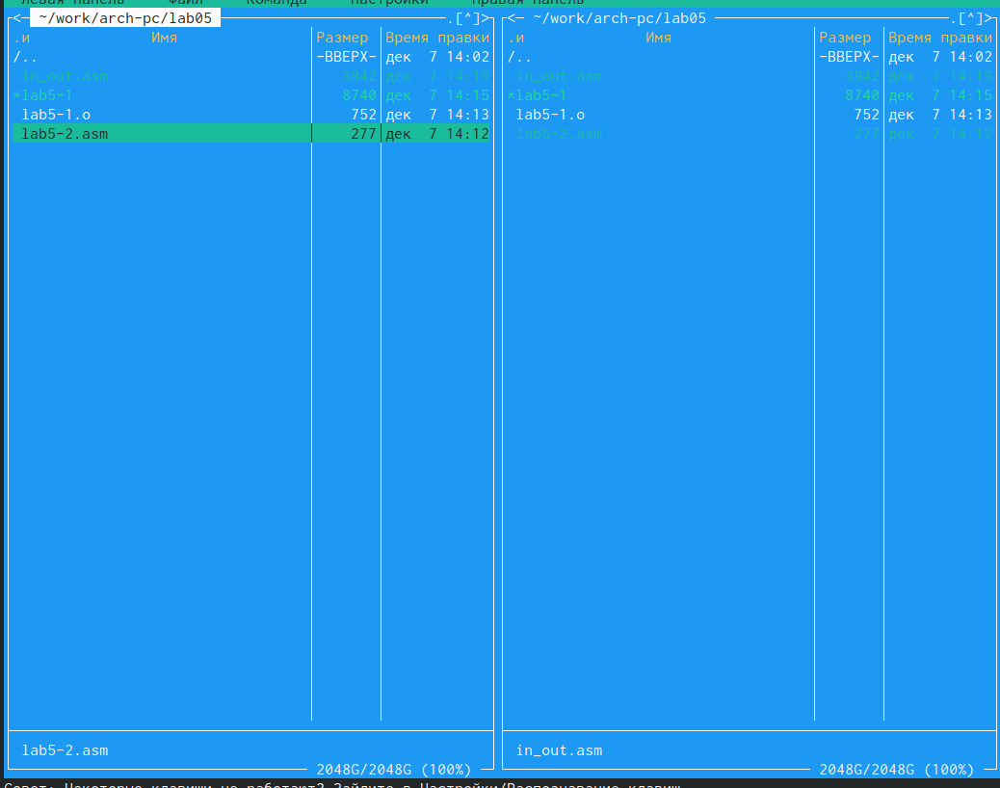 левая панель Файл Команда Настройки Правая панель
<─ ~/work/arch-pc/lab05 .[^]> <─ ~/work/arch-pc/lab05 .[^]>
.и Имя Размер Время правки .и Имя Размер Время правки
/.. -ВВЕРХ- дек 7 14:02 /.. -ВВЕРХ- дек 7 14:02
in_out.asm 3942 дек 7 14:19 in_out.asm 3942 дек 7 14:19
*lab5-1 8740 дек 7 14:15 *lab5-1 8740 дек 7 14:15
lab5-1.o 752 дек 7 14:13 lab5-1.o 752 дек 7 14:13
lab5-2.asm 277 дек 7 14:12 lab5-2.asm 277 дек 7 14:12
lab5-2.asm in_out.asm
2048G/2048G (100%) 2048G/2048G (100%)
Совет: Некоторые клавиши не работают? Зайдите в Настройки/Распознавание клавиш